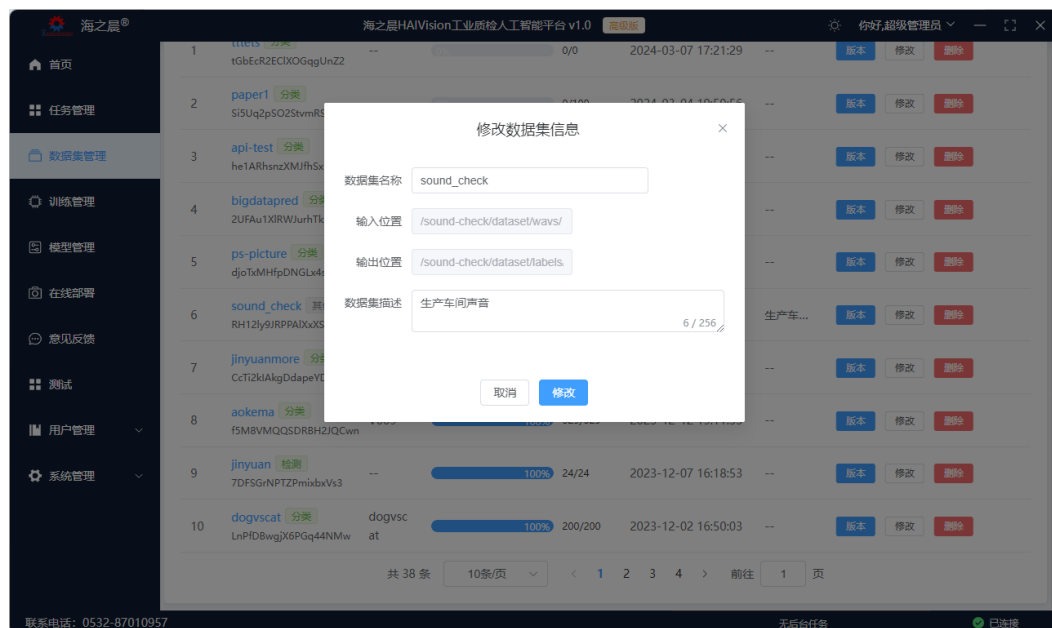 海之晨®
海之晨HAIVision工业质检人工智能平台 v1.0 高级版
你好,超级管理员
首页
任务管理
数据集管理
训练管理
模型管理
在线部署
意见反馈
测试
用户管理
系统管理
1 分类 -- 0/0 2024-03-07 17:21:29 -- 版本 修改 删除
tGbEcR2EClXOGqgUnZ2
2 paper1 分类 -- 版本 修改 删除
3 api-test 分类 -- 版本 修改 删除
4 bigdatapred -- 版本 修改 删除
5 ps-picture 分类 -- 版本 修改 删除
6 sound_check 生产车... 版本 修改 删除
7 jinyuanmore -- 版本 修改 删除
8 aokema 分类 -- 版本 修改 删除
f5M8VMQQSDRBH2JQCwn
9 jinyuan 检测 -- 100% 24/24 2023-12-07 16:18:53 -- 版本 修改 删除
7DFSGrNPTZPmixbxVs3
10 dogvscat 分类 dogvsc 100% 200/200 2023-12-02 16:50:03 -- 版本 修改 删除
LnPfDBwgjX6PGq44NMw at
修改数据集信息
数据集名称 sound_check
输入位置 /sound-check/dataset/wavs/
输出位置 /sound-check/dataset/labels
数据集描述 生产车间声音
6 / 256
取消 修改
共 38 条 10条/页 < 1 2 3 4 > 前往 1 页
联系电话：0532-87010957
无后台任务
已连接